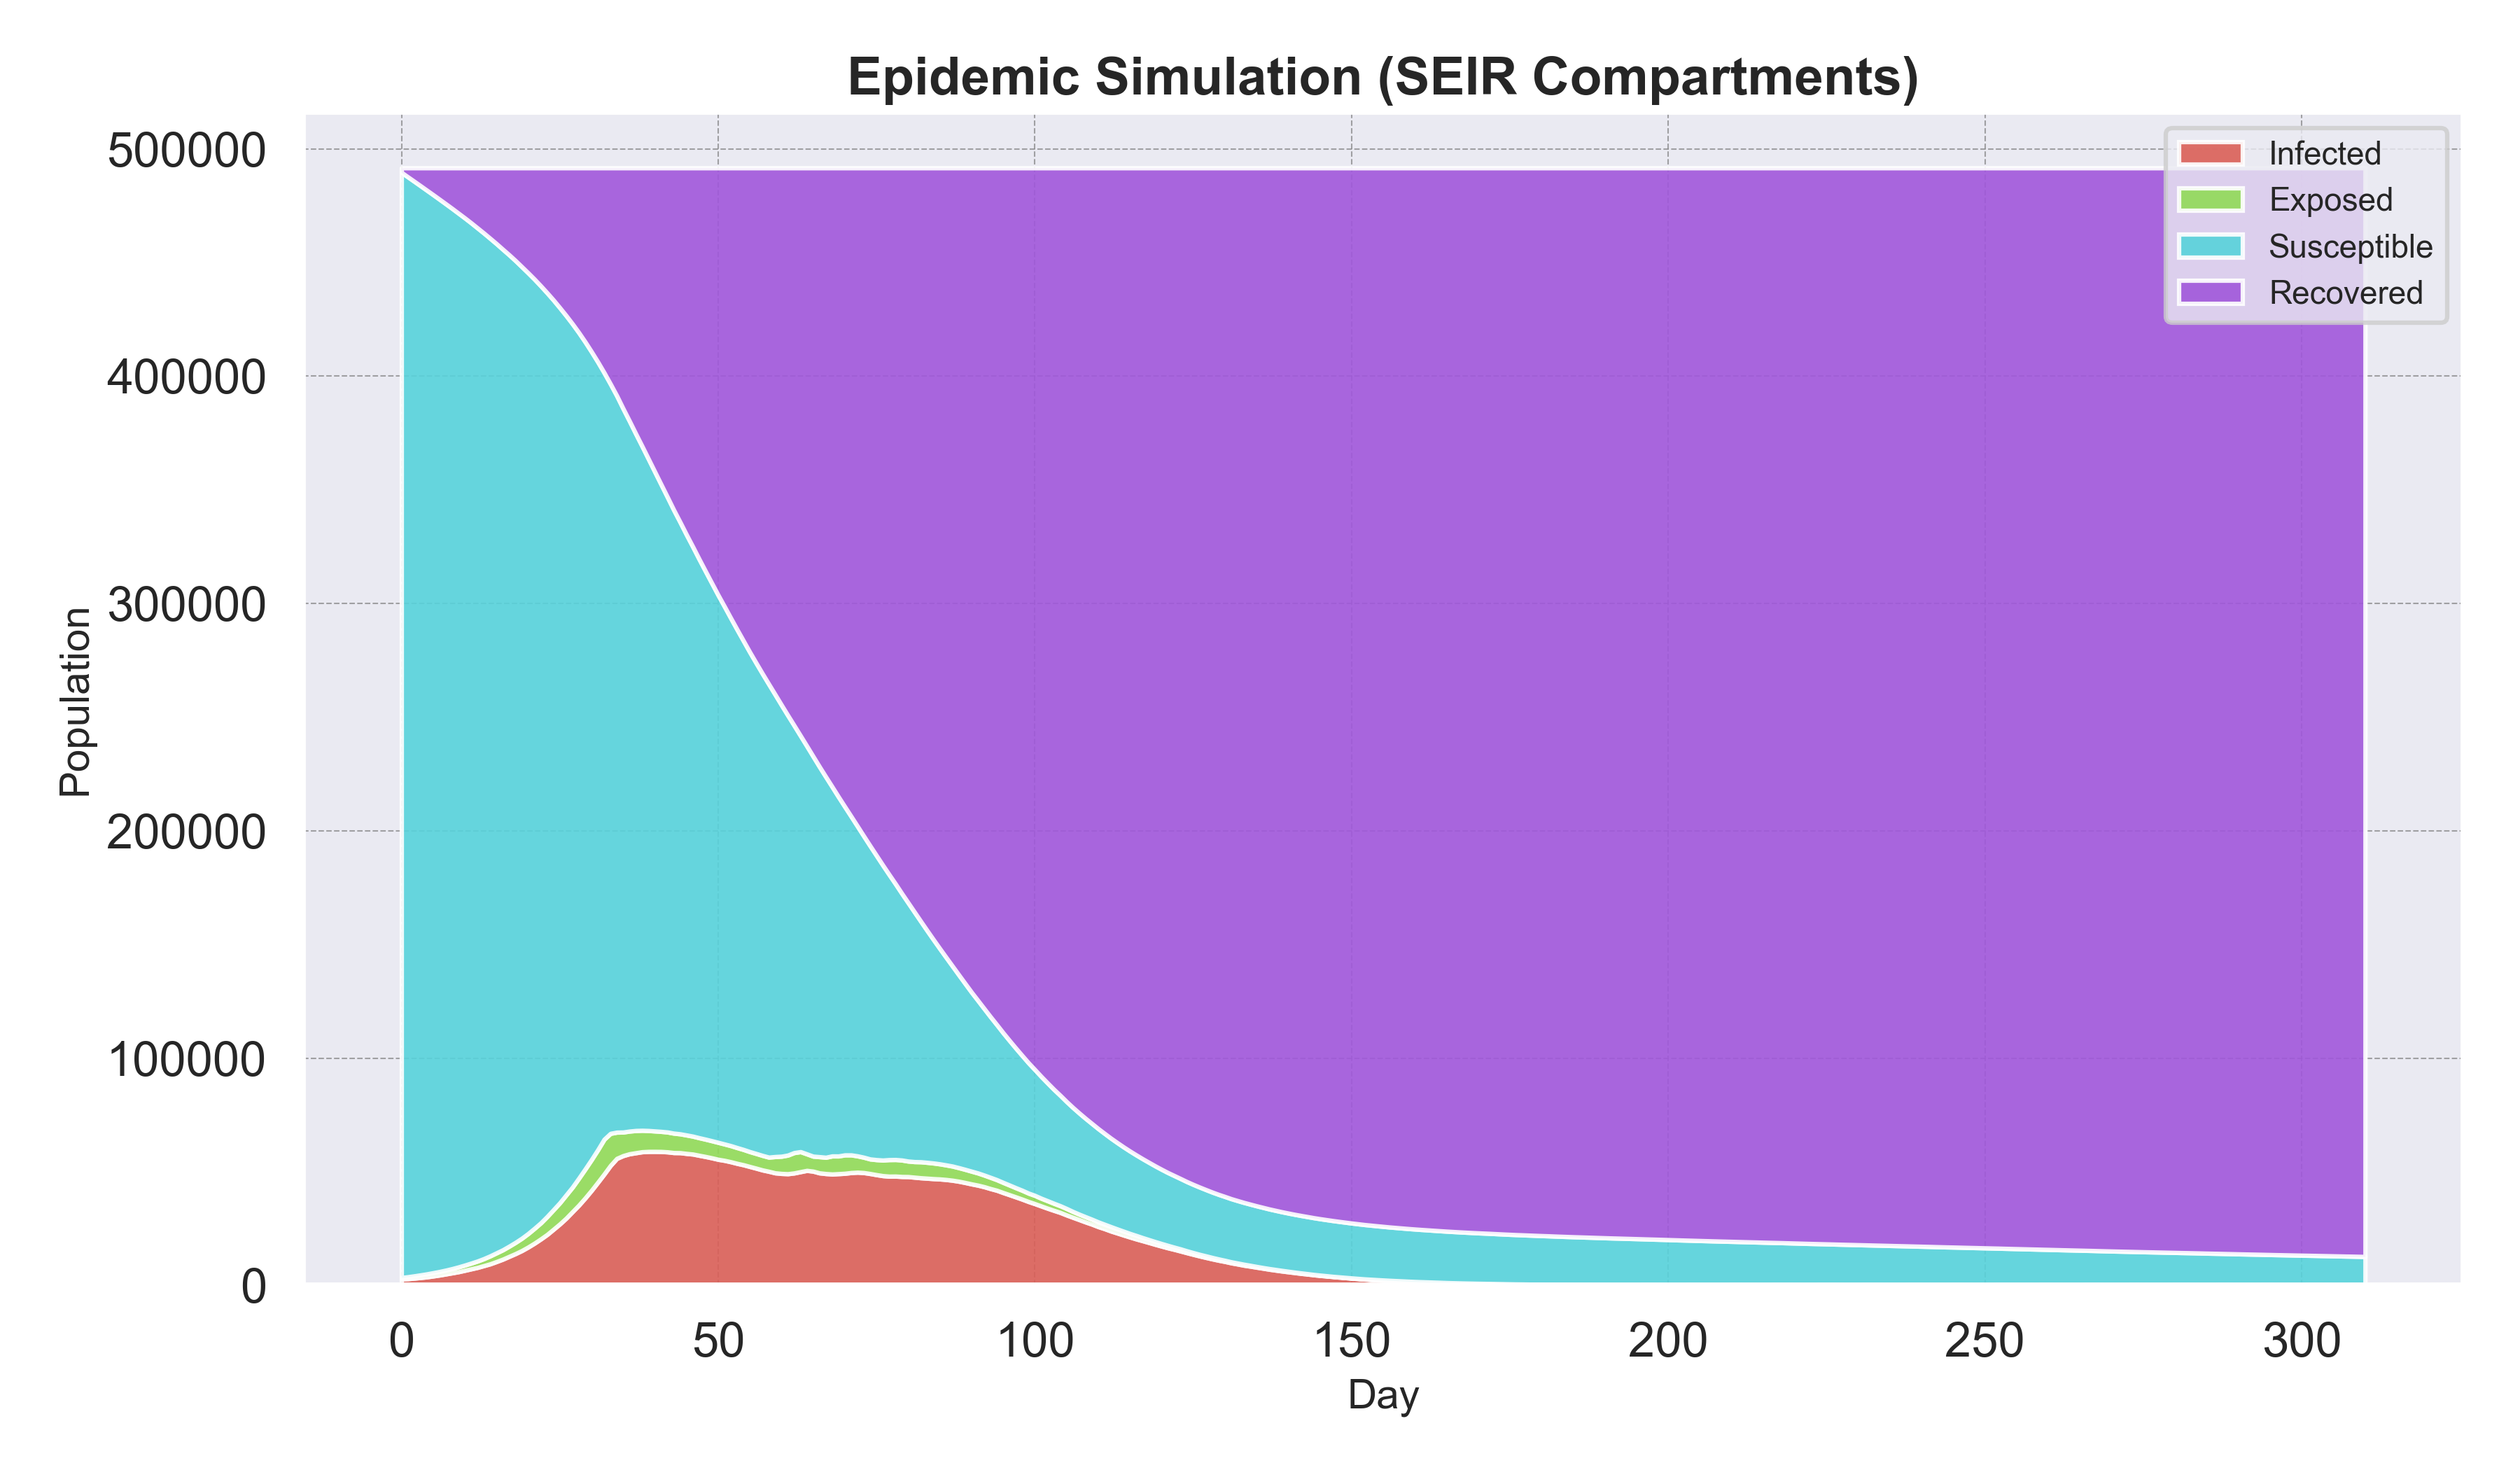 Epidemic Simulation (SEIR Compartments)
500000
400000
300000
200000
100000
0
Population
Infected
Exposed
Susceptible
Recovered
0 50 100 150 200 250 300
Day